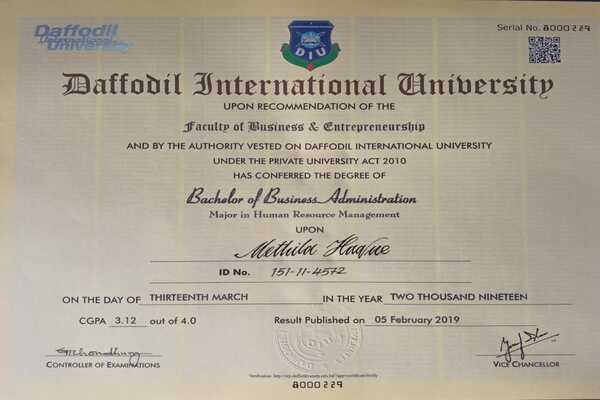 Daffodil
International
University
DIU
Serial No. 8000229
Daffodil International University
UPON RECOMMENDATION OF THE
Faculty of Business & Entrepreneurship
AND BY THE AUTHORITY VESTED ON DAFFODIL INTERNATIONAL UNIVERSITY
UNDER THE PRIVATE UNIVERSITY ACT 2010
HAS CONFERRED THE DEGREE OF
Bachelor of Business Administration
Major in Human Resource Management
UPON
Methila Haque
ID No. 151-11-4572
ON THE DAY OF THIRTEENTH MARCH IN THE YEAR TWO THOUSAND NINETEEN
CGPA 3.12 out of 4.0 Result Published on 05 February 2019
CONTROLLER OF EXAMINATIONS
VICE CHANCELLOR
8000229